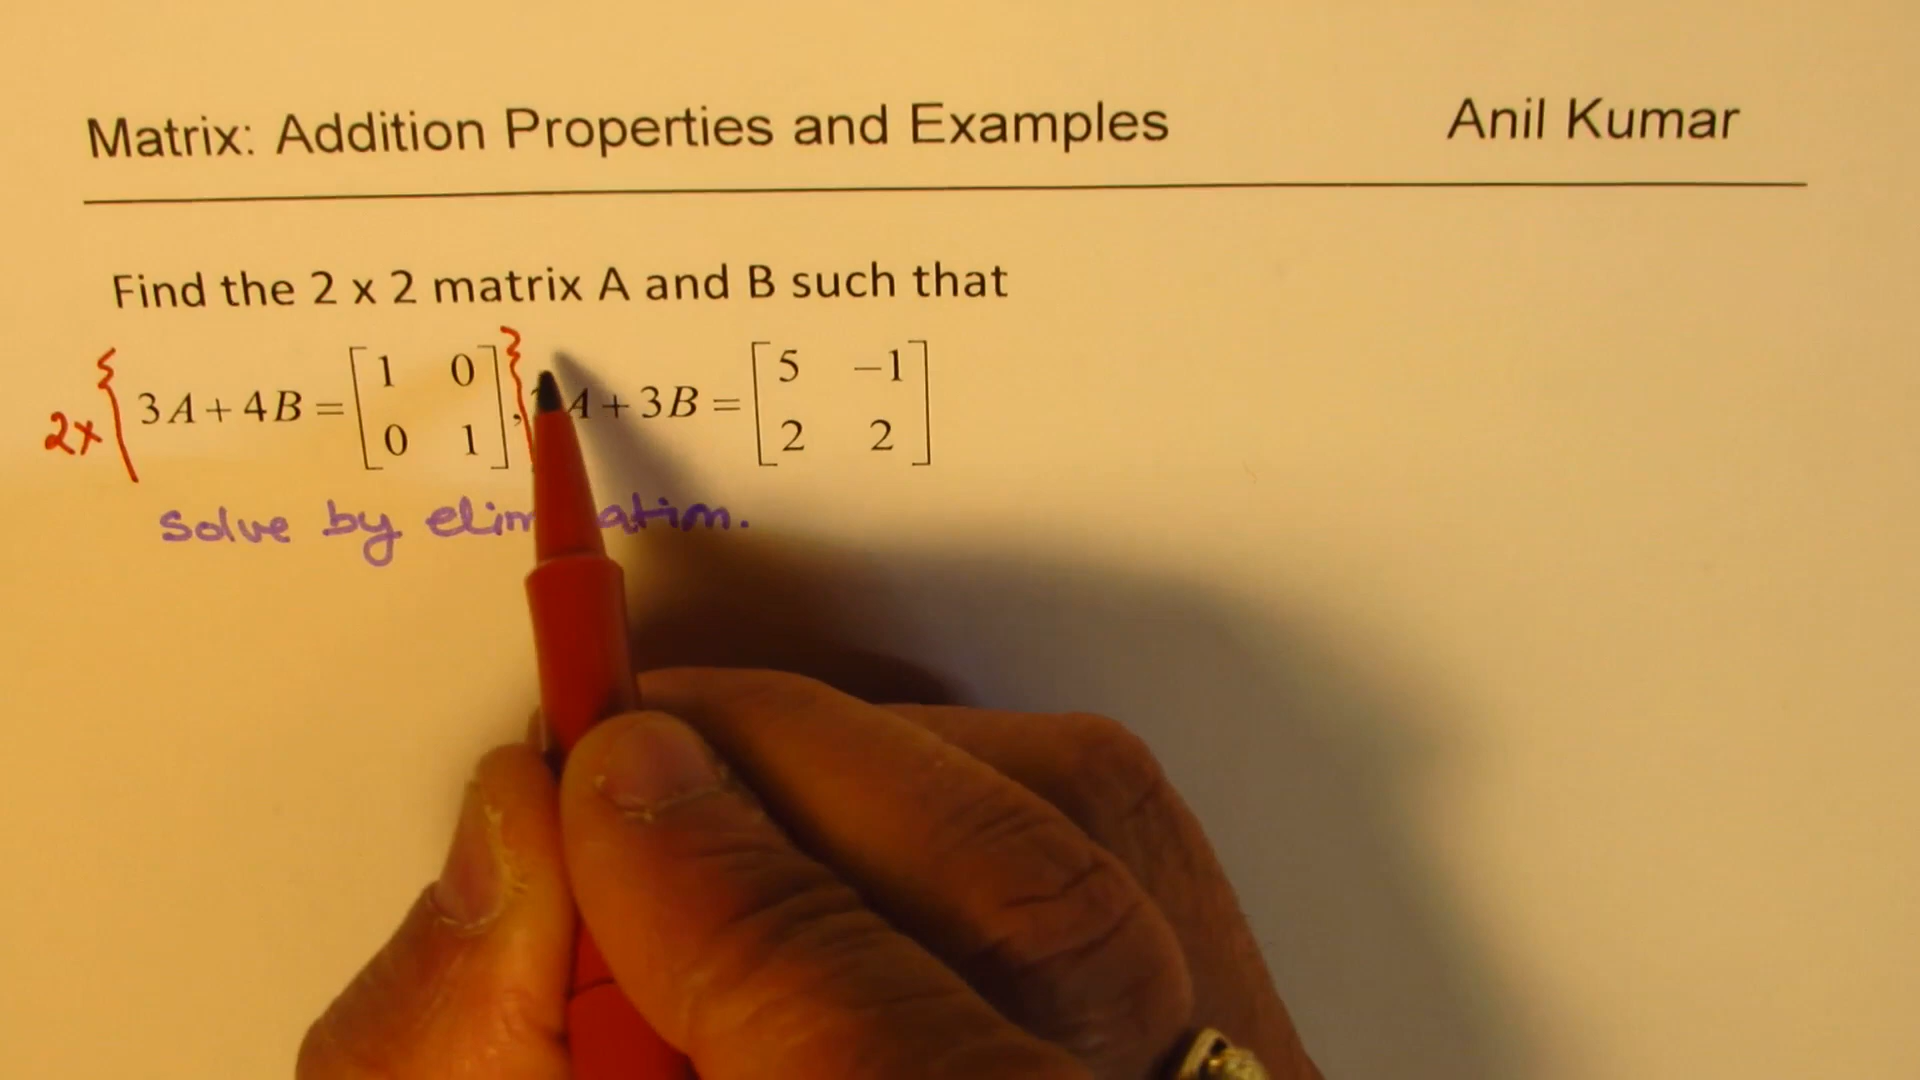 Matrix: Addition Properties and Examples Anil Kumar
Find the 2 x 2 matrix A and B such that
2x { 3A + 4B = [1 0; 0 1] } , A + 3B = [5 -1; 2 2]
Solve by